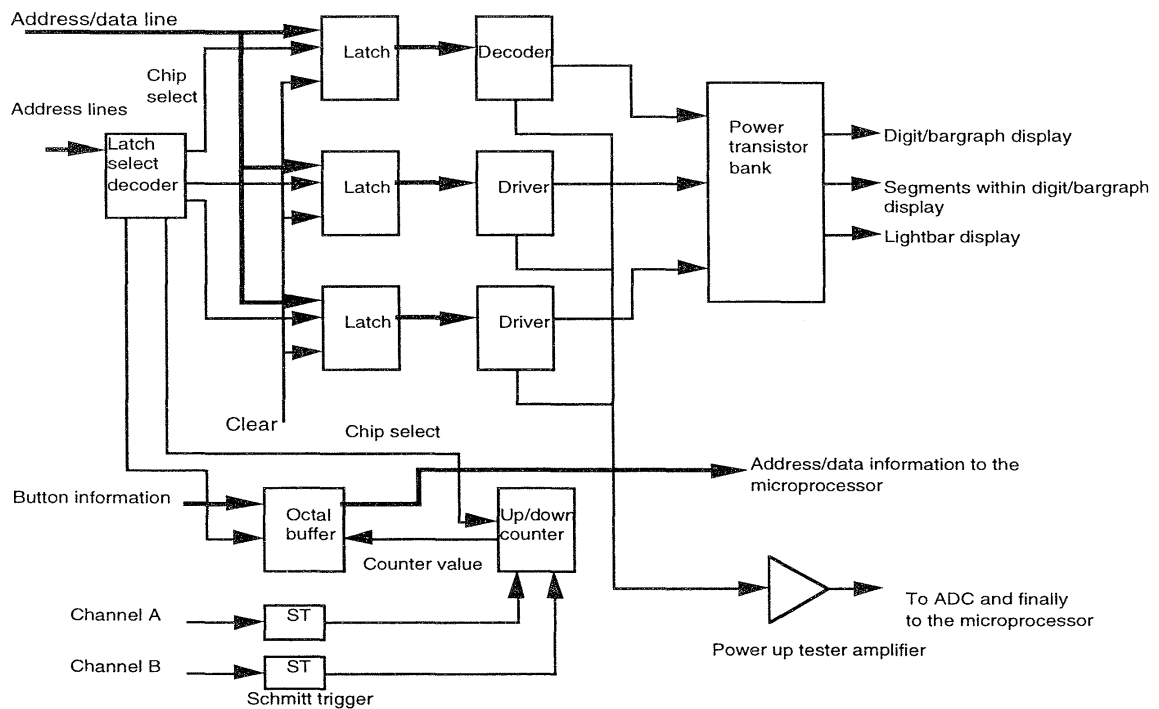 Address/data line
Chip
select
Address lines
Latch
select
decoder
Latch
Decoder
Power
transistor
bank
Digit/bargraph display
Latch
Driver
Segments within digit/bargraph
display
Lightbar display
Latch
Driver
Clear
Chip select
Address/data information to the
microprocessor
Button information
Octal
buffer
Up/down
counter
Counter value
Channel A
ST
To ADC and finally
to the microprocessor
Power up tester amplifier
Channel B
ST
Schmitt trigger